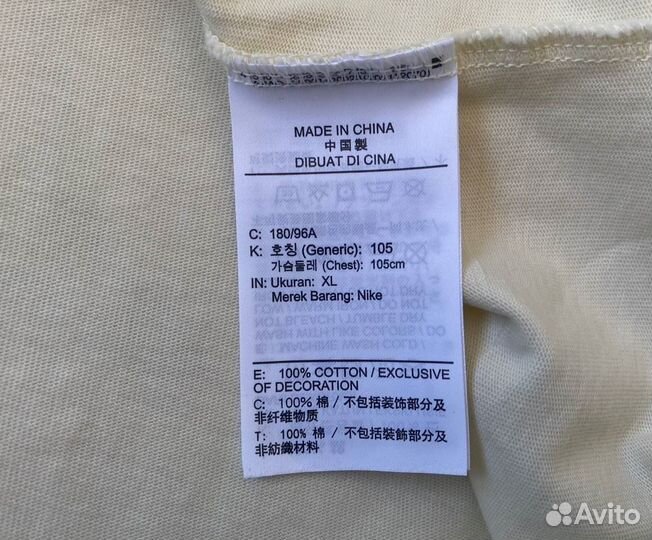 MADE IN CHINA
中国製
DIBUAT DI CINA
C: 180/96A
K: 호칭 (Generic): 105
가슴둘레 (Chest): 105cm
IN: Ukuran: XL
Merek Barang: Nike
E: 100% COTTON / EXCLUSIVE
OF DECORATION
C: 100% 棉 / 不包括装饰部分及
非纤维物质
T: 100% 棉 / 不包括裝飾部分及
非紡織材料
Avito